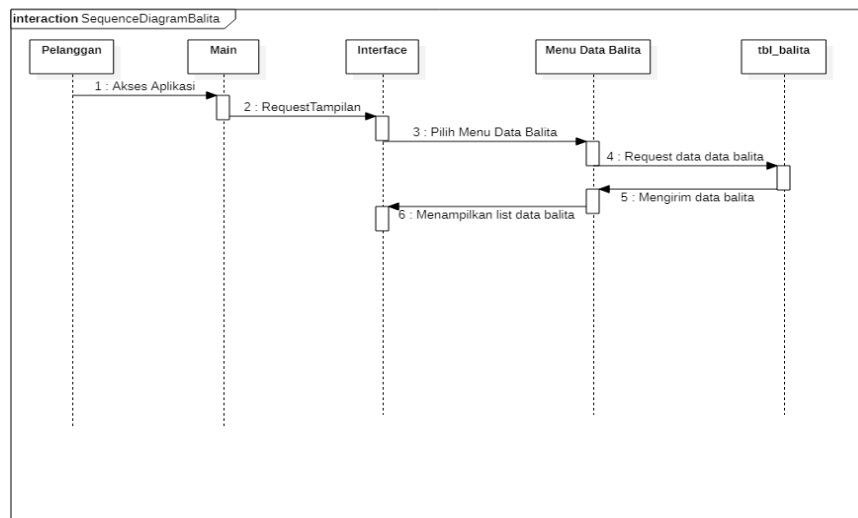 interaction SequenceDiagramBalita
Pelanggan
Main
Interface
Menu Data Balita
tbl_balita
1 : Akses Aplikasi
2 : RequestTampilan
3 : Pilih Menu Data Balita
4 : Request data data balita
5 : Mengirim data balita
6 : Menampilkan list data balita